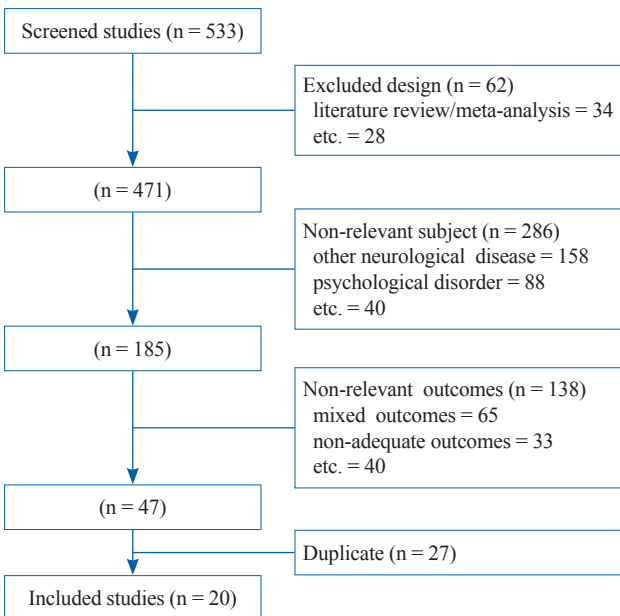 Screened studies (n = 533)
Excluded design (n = 62)
literature review/meta-analysis = 34
etc. = 28
(n = 471)
Non-relevant subject (n = 286)
other neurological disease = 158
psychological disorder = 88
etc. = 40
(n = 185)
Non-relevant outcomes (n = 138)
mixed outcomes = 65
non-adequate outcomes = 33
etc. = 40
(n = 47)
Duplicate (n = 27)
Included studies (n = 20)